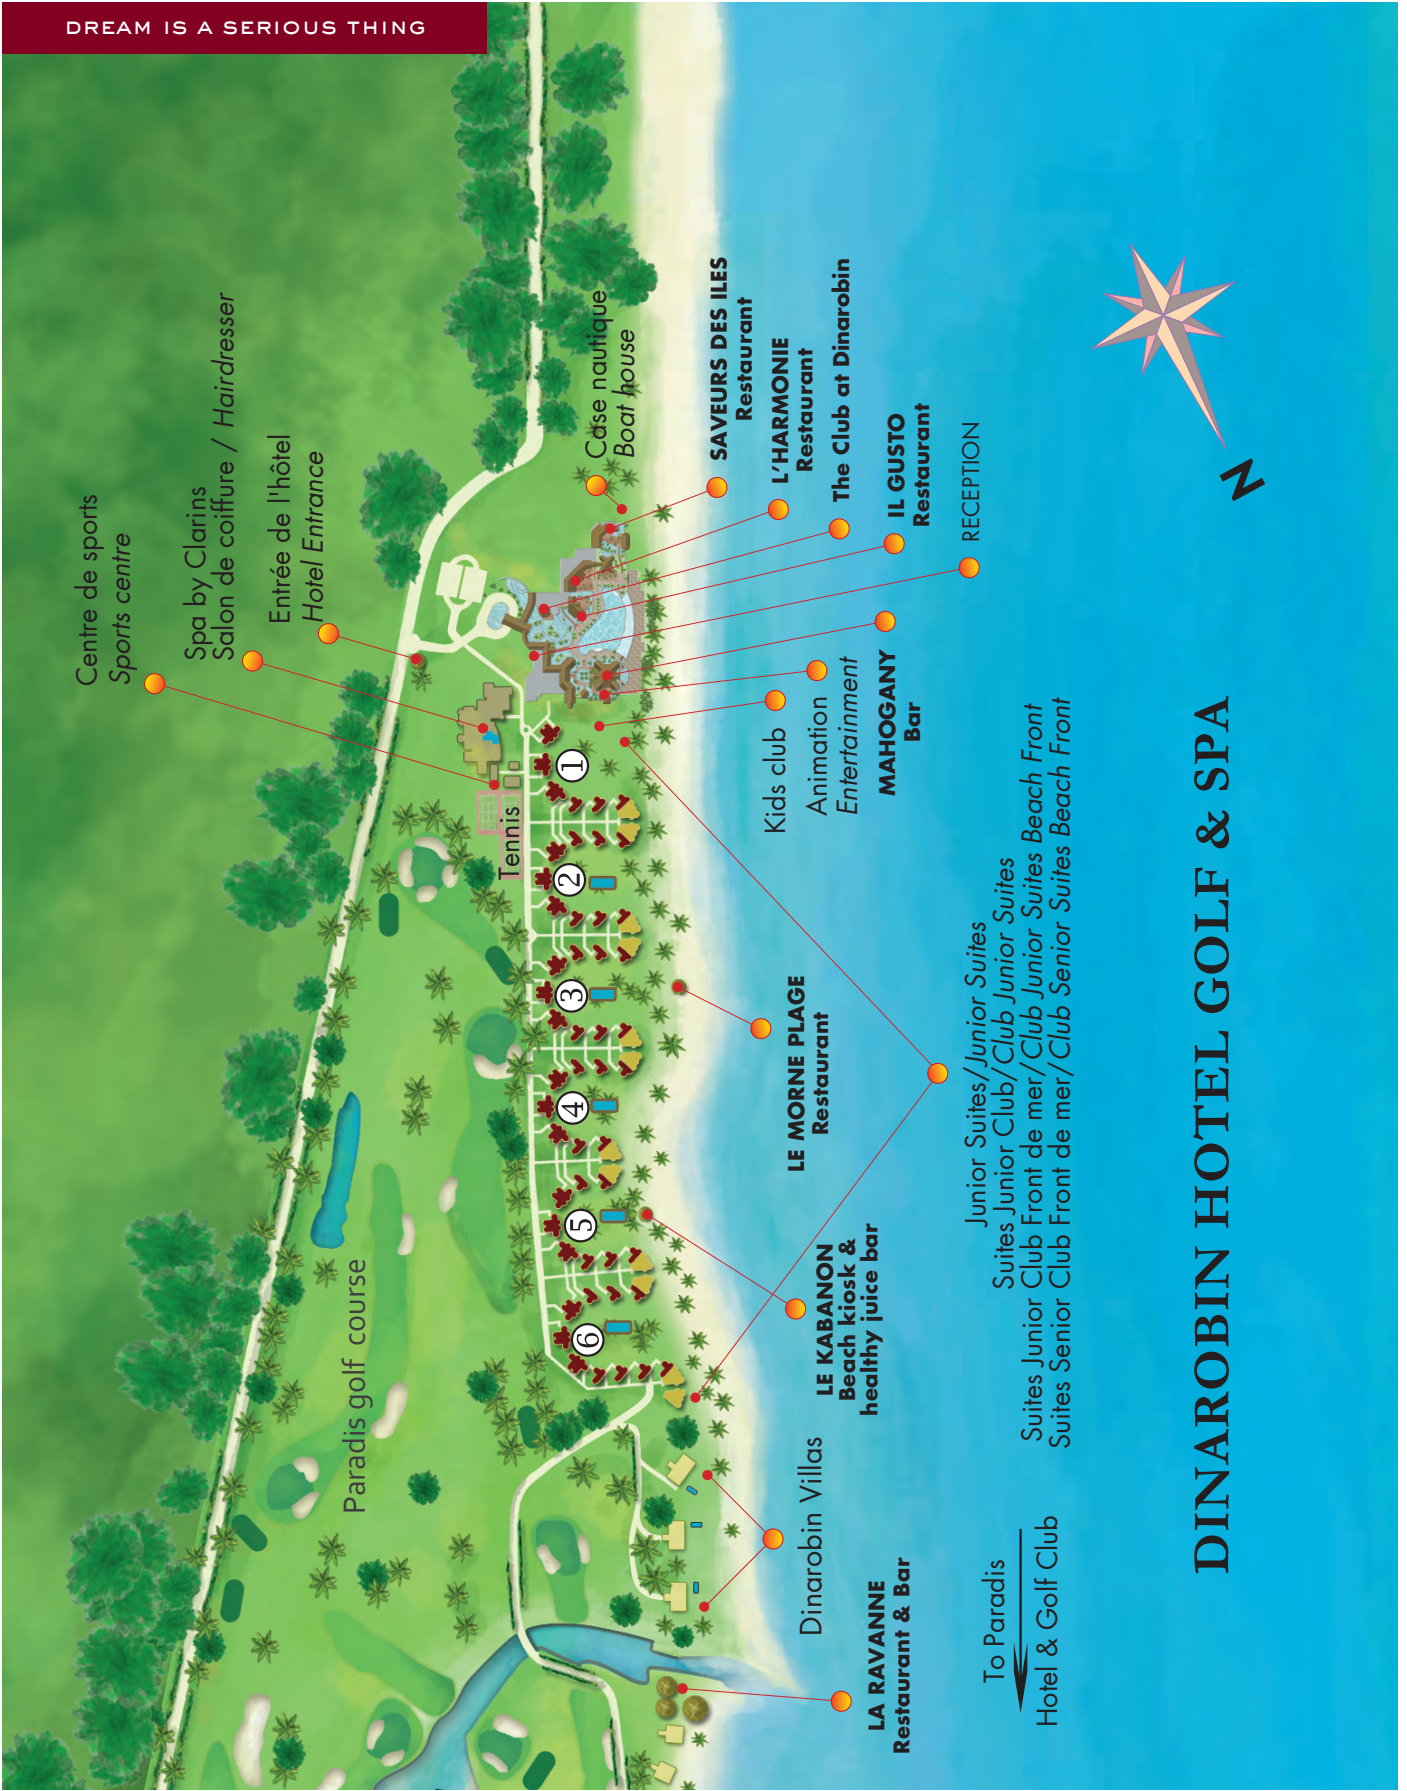 DREAM IS A SERIOUS THING
Centre de sports
Sports centre
Spa by Clarins
Salon de coiffure / Hairdresser
Entrée de l'hôtel
Hotel Entrance
Case nautique
Boat house
SAVEURS DES ILES
Restaurant
L'HARMONIE
Restaurant
The Club at Dinarobin
IL GUSTO
Restaurant
RECEPTION
MAHOGANY
Bar
Animation
Entertainment
Kids club
Tennis
1
2
3
4
5
6
LE MORNE PLAGE
Restaurant
LE KABANON
Beach kiosk &
healthy juice bar
Junior Suites/Junior Suites
Suites Junior Club/Club Junior Suites
Suites Junior Club Front de mer/Club Junior Suites Beach Front
Suites Senior Club Front de mer/Club Senior Suites Beach Front
Paradis golf course
Dinarobin Villas
LA RAVANNE
Restaurant & Bar
To Paradis
Hotel & Golf Club
N
DINAROBIN HOTEL GOLF & SPA